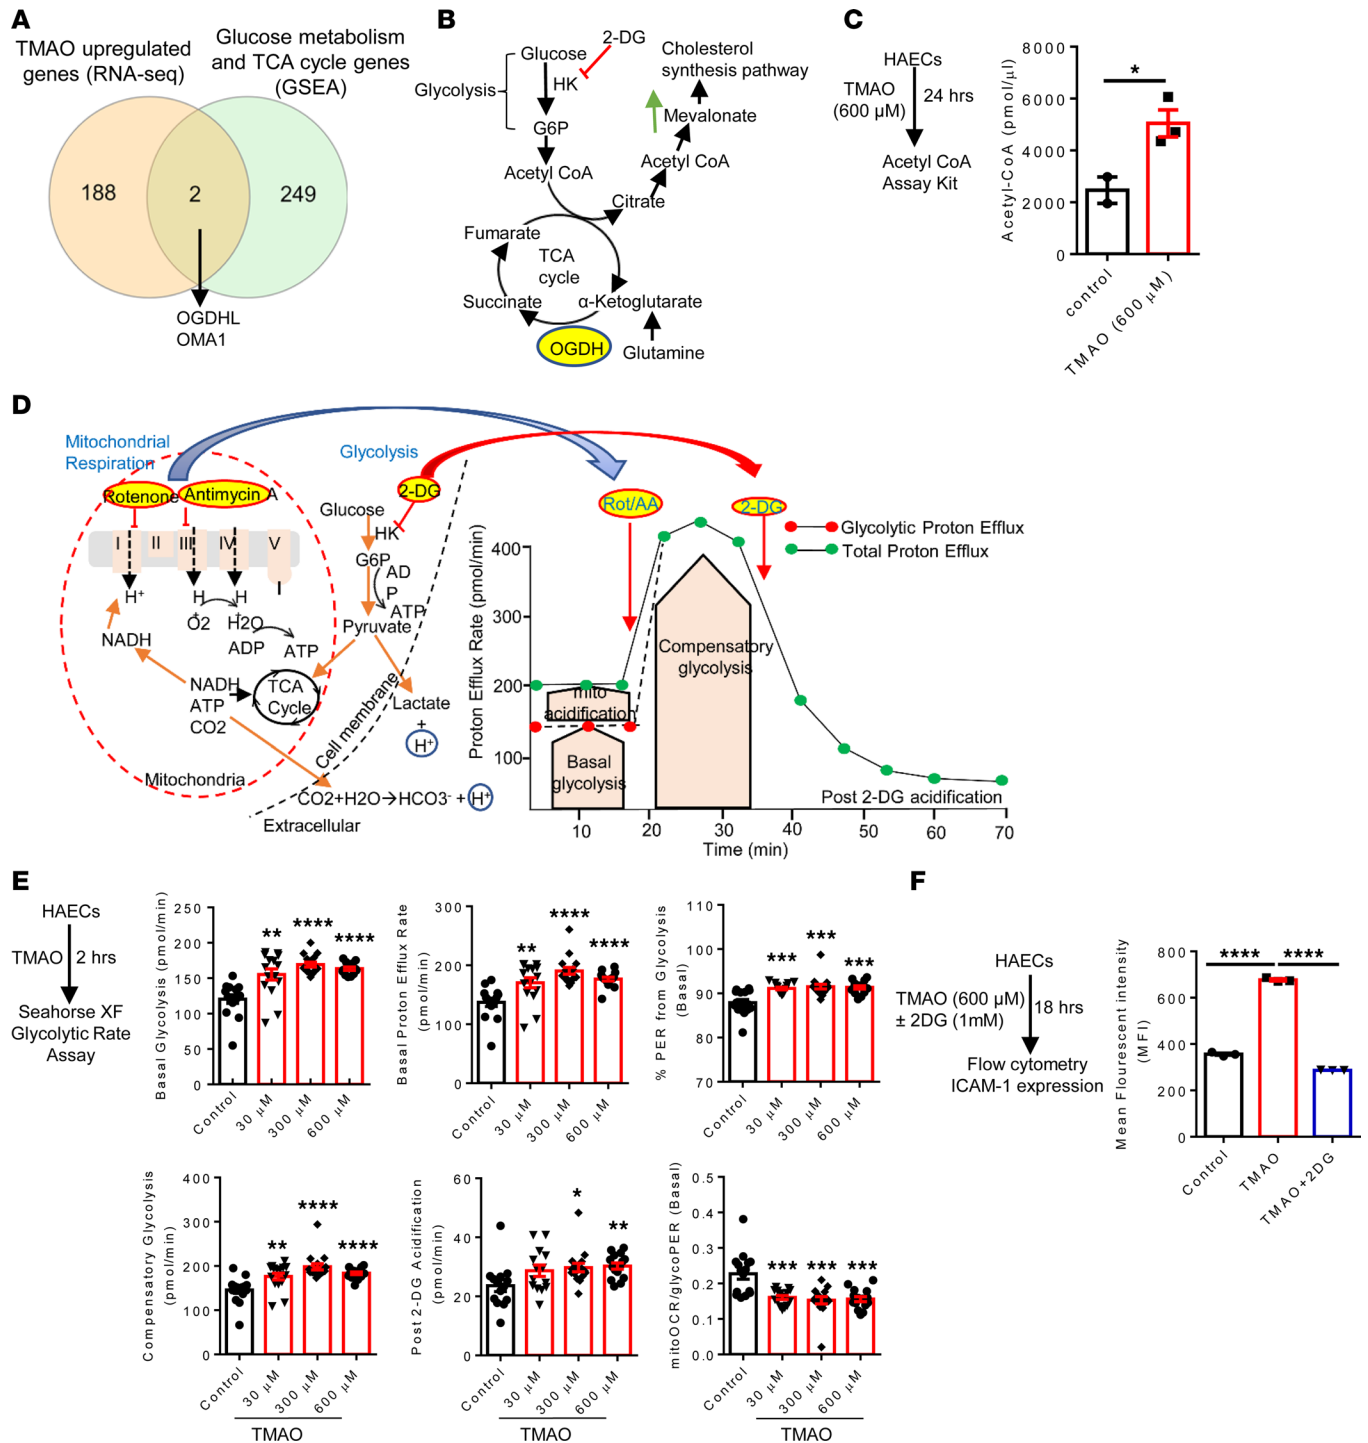 A
TMAO upregulated
genes (RNA-seq)
Glucose metabolism
and TCA cycle genes
(GSEA)
188
2
249
OGDHL
OMA1
B
Glucose
2-DG
HK
Glycolysis
G6P
Acetyl CoA
Cholesterol
synthesis pathway
Mevalonate
Acetyl CoA
Citrate
Fumarate
TCA
cycle
Succinate
α-Ketoglutarate
OGDH
Glutamine
C
HAECs
TMAO
(600 µM)
24 hrs
Acetyl CoA
Assay Kit
Acetyl-CoA (pmol/µl)
8000
6000
4000
2000
0
*
control
TMAO (600 µM)
D
Mitochondrial
Respiration
Glycolysis
Rotenone
Antimycin A
2-DG
I
II
III
IV
V
H+
H
+
O2
H
+
H2O
NADH
ADP
ATP
NADH
ATP
CO2
TCA
Cycle
Mitochondria
Glucose
HK
G6P
AD
P
ATP
Pyruvate
Lactate
+
H+
Cell membrane
CO2+H2O→HCO3- + H+
Extracellular
Rot/AA
2-DG
Glycolytic Proton Efflux
Total Proton Efflux
Proton Efflux Rate (pmol/min)
400
300
200
100
mito
acidification
Basal
glycolysis
Compensatory
glycolysis
Post 2-DG acidification
10
20
30
40
50
60
70
Time (min)
E
HAECs
TMAO
2 hrs
Seahorse XF
Glycolytic Rate
Assay
Basal Glycolysis (pmol/min)
250
200
150
100
50
0
**
****
****
Control
30 µM
300 µM
600 µM
Basal Proton Efflux Rate
(pmol/min)
300
200
100
0
**
****
****
Control
30 µM
300 µM
600 µM
% PER from Glycolysis
(Basal)
110
100
90
80
70
***
***
***
Control
30 µM
300 µM
600 µM
Compensatory Glycolysis
(pmol/min)
400
300
200
100
0
**
****
****
Control
30 µM
300 µM
600 µM
TMAO
Post 2-DG Acidification
(pmol/min)
60
40
20
0
*
**
Control
30 µM
300 µM
600 µM
TMAO
mitoOCR/glycoPER (Basal)
0.5
0.4
0.3
0.2
0.1
0.0
***
***
***
Control
30 µM
300 µM
600 µM
TMAO
F
HAECs
TMAO (600 µM)
± 2DG (1mM)
18 hrs
Flow cytometry
ICAM-1 expression
Mean Flourescent intensity
(MFI)
800
600
400
200
0
****
****
Control
TMAO
TMAO+2DG